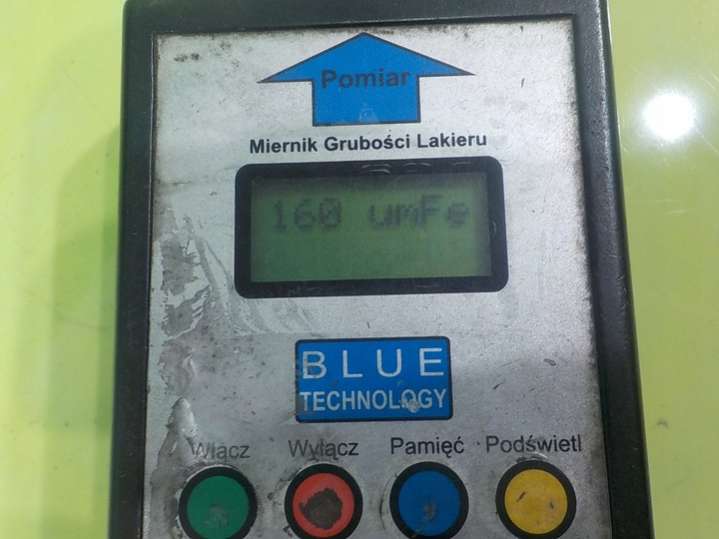 Pomiar
Miernik Grubości Lakieru
160 umFe
BLUE
TECHNOLOGY
Włącz Wyłącz Pamięć Podświetl